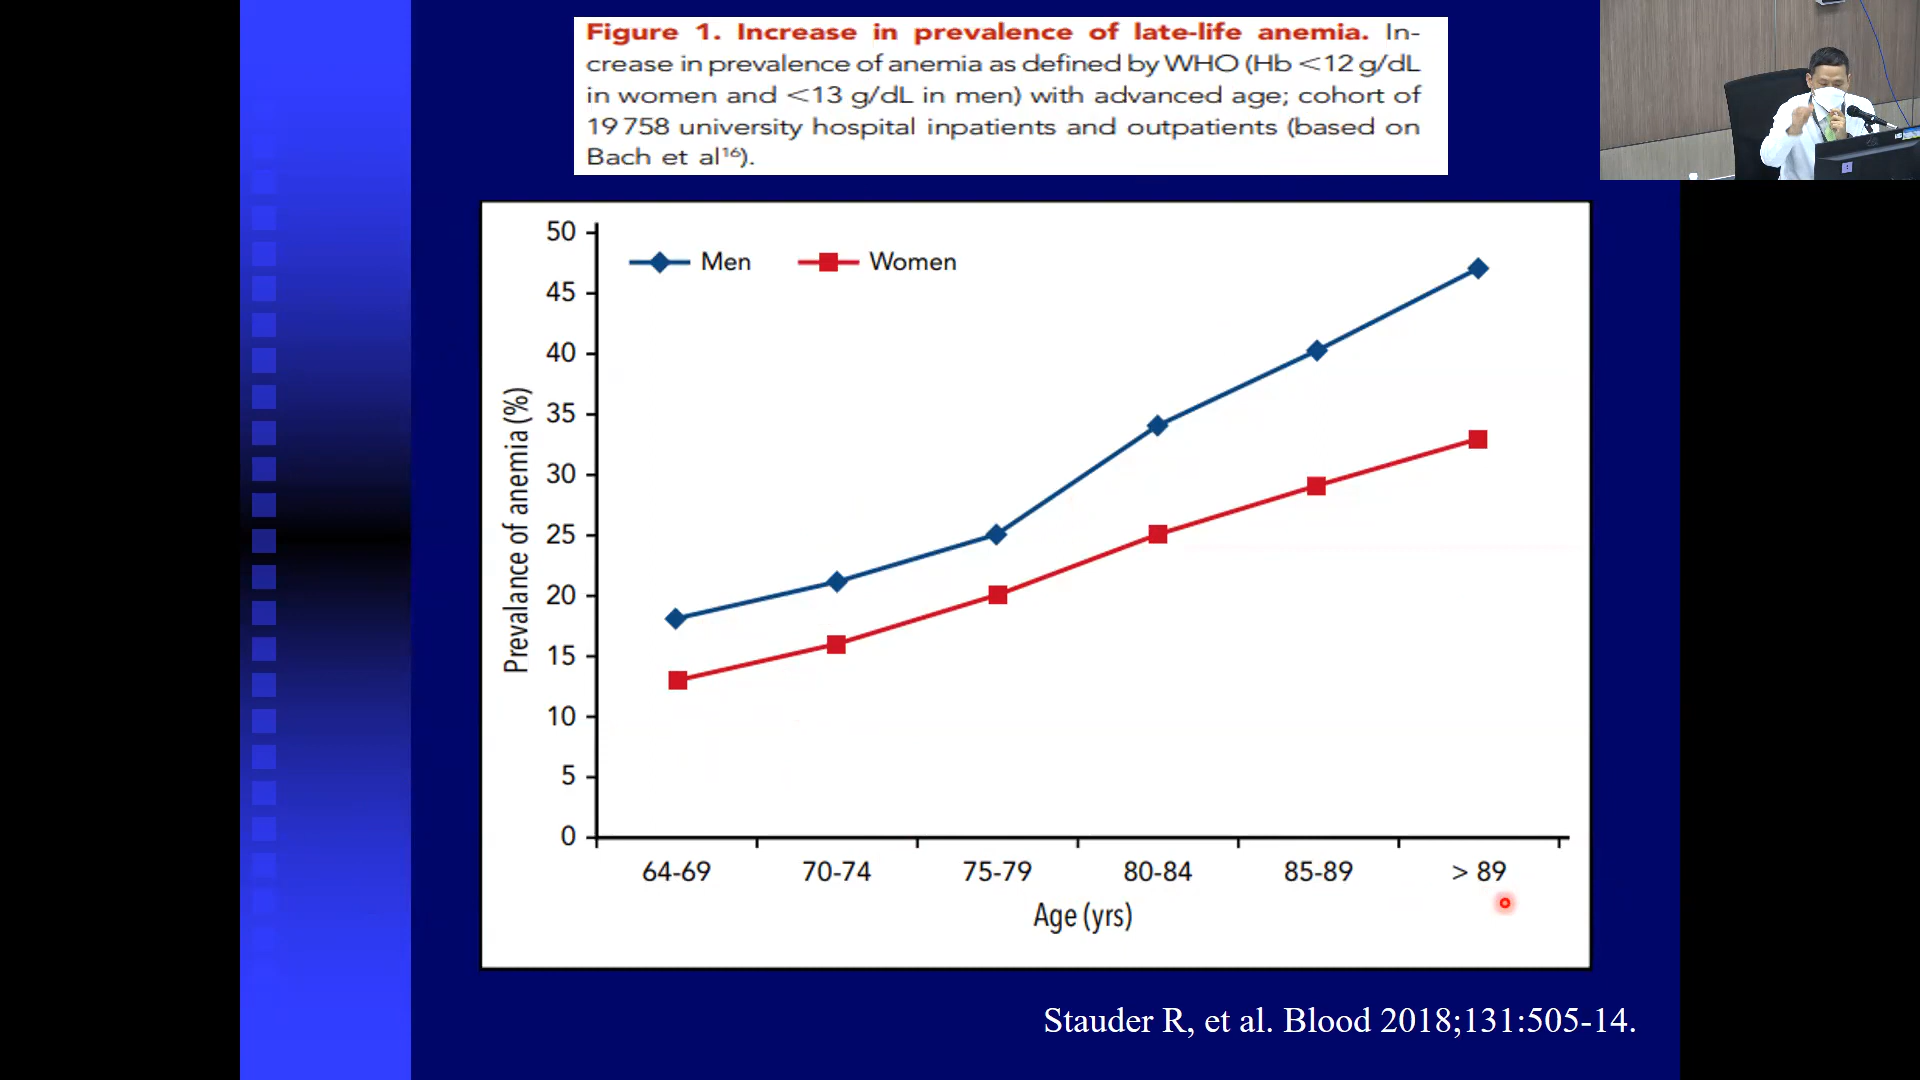 Figure 1. Increase in prevalence of late-life anemia. In-
crease in prevalence of anemia as defined by WHO (Hb <12 g/dL
in women and <13 g/dL in men) with advanced age; cohort of
19 758 university hospital inpatients and outpatients (based on
Bach et al16).
Men
Women
50
45
40
35
30
25
20
15
10
5
0
Prevalance of anemia (%)
64-69
70-74
75-79
80-84
85-89
> 89
Age (yrs)
Stauder R, et al. Blood 2018;131:505-14.